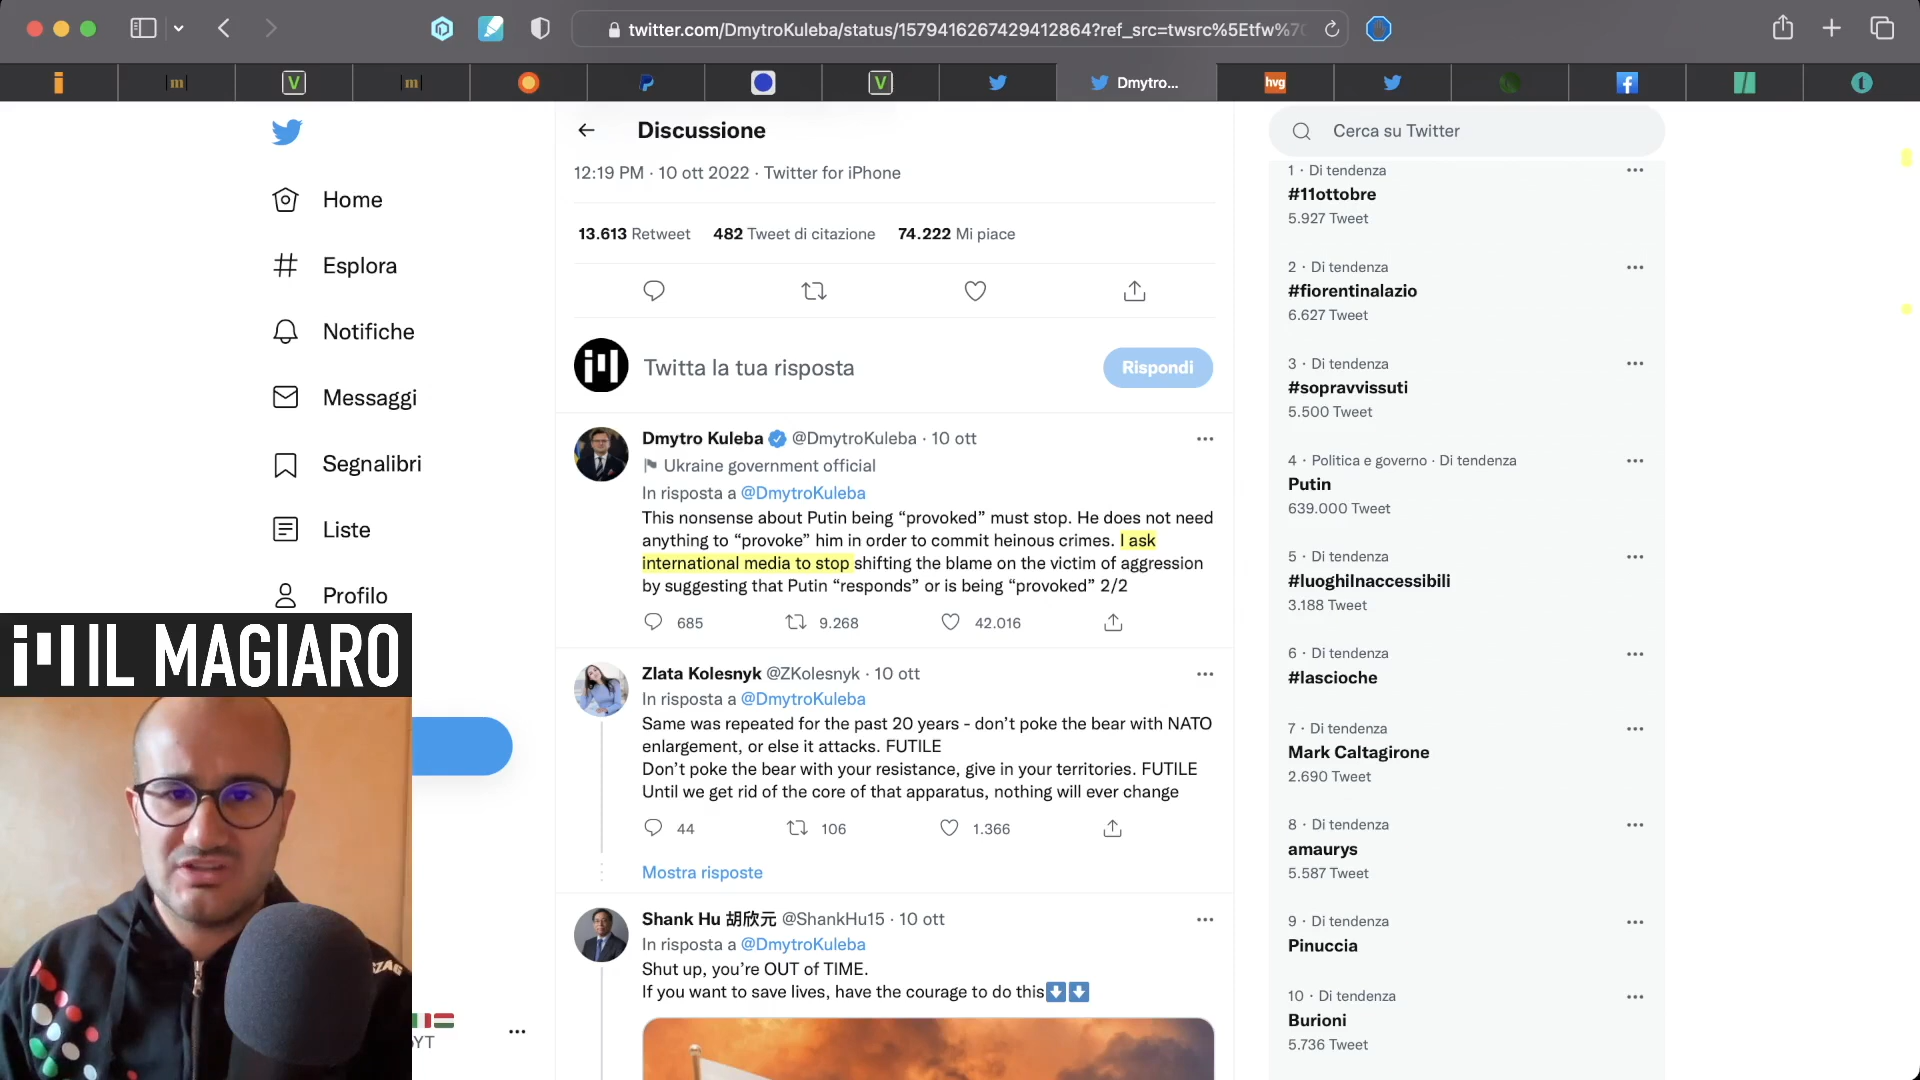 twitter.com/DmytroKuleba/status/1579416267429412864?ref_src=twsrc%5Etfw%7C
Dmytro...
hvg
Discussione
12:19 PM · 10 ott 2022 · Twitter for iPhone
13.613 Retweet 482 Tweet di citazione 74.222 Mi piace
Twitta la tua risposta
Rispondi
Home
Esplora
Notifiche
Messaggi
Segnalibri
Liste
Profilo
Dmytro Kuleba @DmytroKuleba · 10 ott
Ukraine government official
In risposta a @DmytroKuleba
This nonsense about Putin being “provoked” must stop. He does not need
anything to “provoke” him in order to commit heinous crimes. I ask
international media to stop shifting the blame on the victim of aggression
by suggesting that Putin “responds” or is being “provoked” 2/2
685 9.268 42.016
Zlata Kolesnyk @ZKolesnyk · 10 ott
In risposta a @DmytroKuleba
Same was repeated for the past 20 years - don’t poke the bear with NATO
enlargement, or else it attacks. FUTILE
Don’t poke the bear with your resistance, give in your territories. FUTILE
Until we get rid of the core of that apparatus, nothing will ever change
44 106 1.366
Mostra risposte
Shank Hu 胡欣元 @ShankHu15 · 10 ott
In risposta a @DmytroKuleba
Shut up, you’re OUT of TIME.
If you want to save lives, have the courage to do this
Cerca su Twitter
1 · Di tendenza
#11ottobre
5.927 Tweet
2 · Di tendenza
#fiorentinalazio
6.627 Tweet
3 · Di tendenza
#sopravvissuti
5.500 Tweet
4 · Politica e governo · Di tendenza
Putin
639.000 Tweet
5 · Di tendenza
#luoghiInaccessibili
3.188 Tweet
6 · Di tendenza
#lascioche
7 · Di tendenza
Mark Caltagirone
2.690 Tweet
8 · Di tendenza
amaurys
5.587 Tweet
9 · Di tendenza
Pinuccia
10 · Di tendenza
Burioni
5.736 Tweet
IL MAGIARO
YT